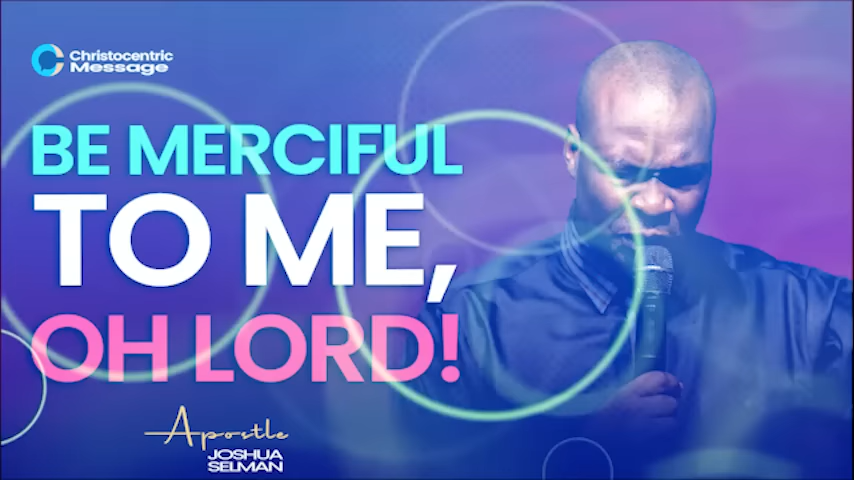 Christocentric
Message
BE MERCIFUL
TO ME,
OH LORD!
Apostle
JOSHUA
SELMAN